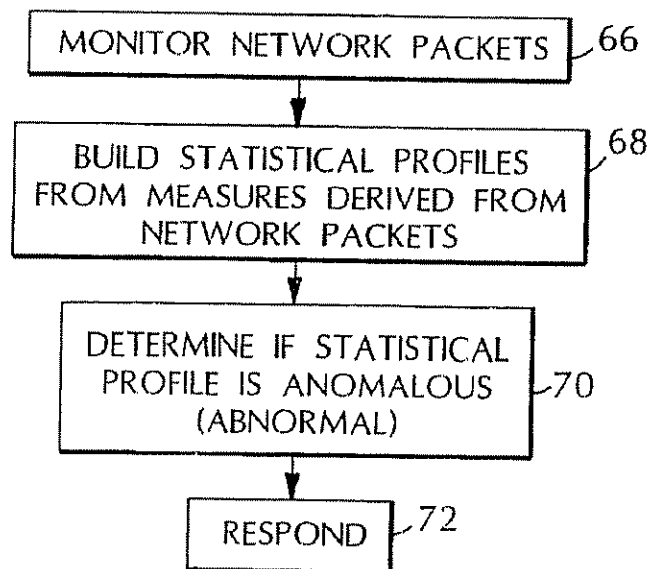 MONITOR NETWORK PACKETS 66
BUILD STATISTICAL PROFILES 68
FROM MEASURES DERIVED FROM
NETWORK PACKETS
DETERMINE IF STATISTICAL
PROFILE IS ANOMALOUS 70
(ABNORMAL)
RESPOND 72